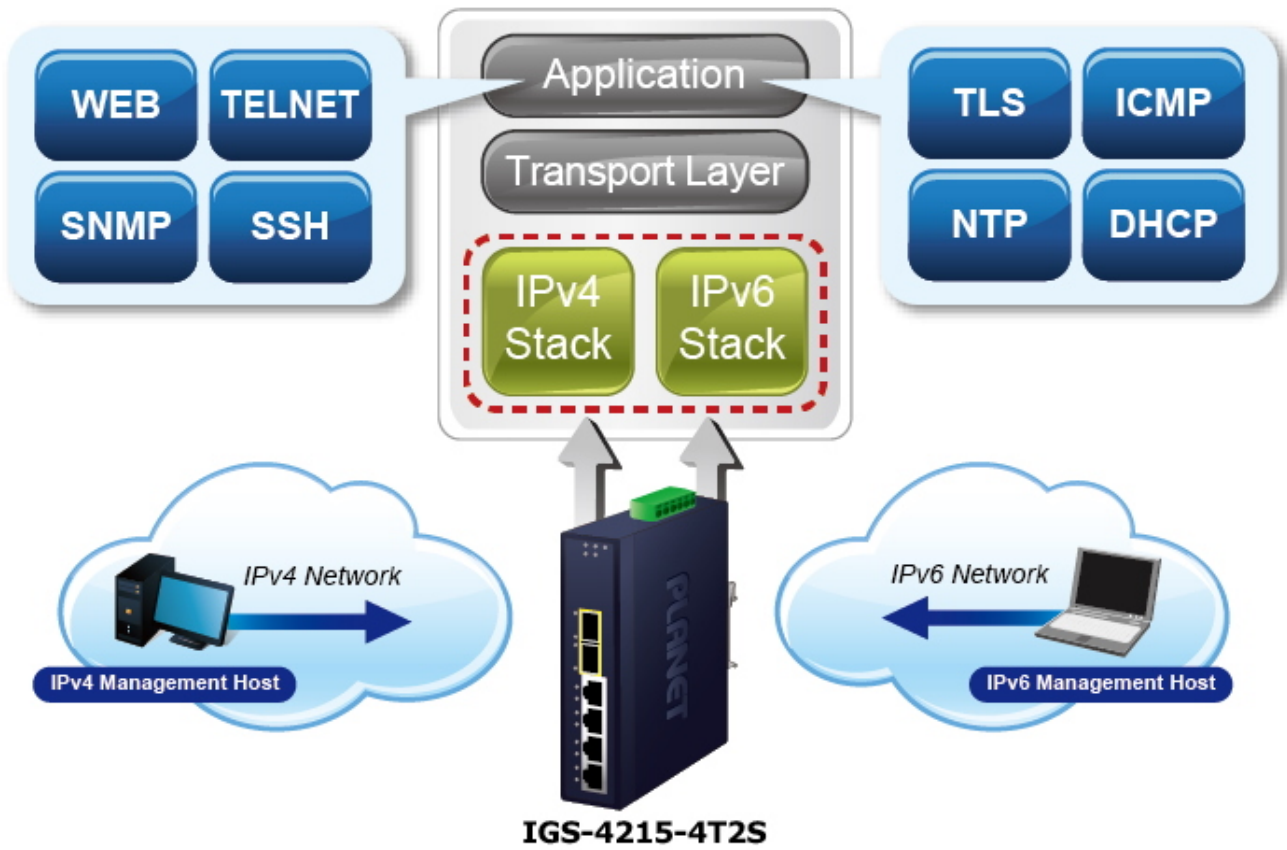 WEB
TELNET
SNMP
SSH
Application
Transport Layer
IPv4
Stack
IPv6
Stack
TLS
ICMP
NTP
DHCP
IPv4 Network
IPv4 Management Host
PLANET
IPv6 Network
IPv6 Management Host
IGS-4215-4T2S